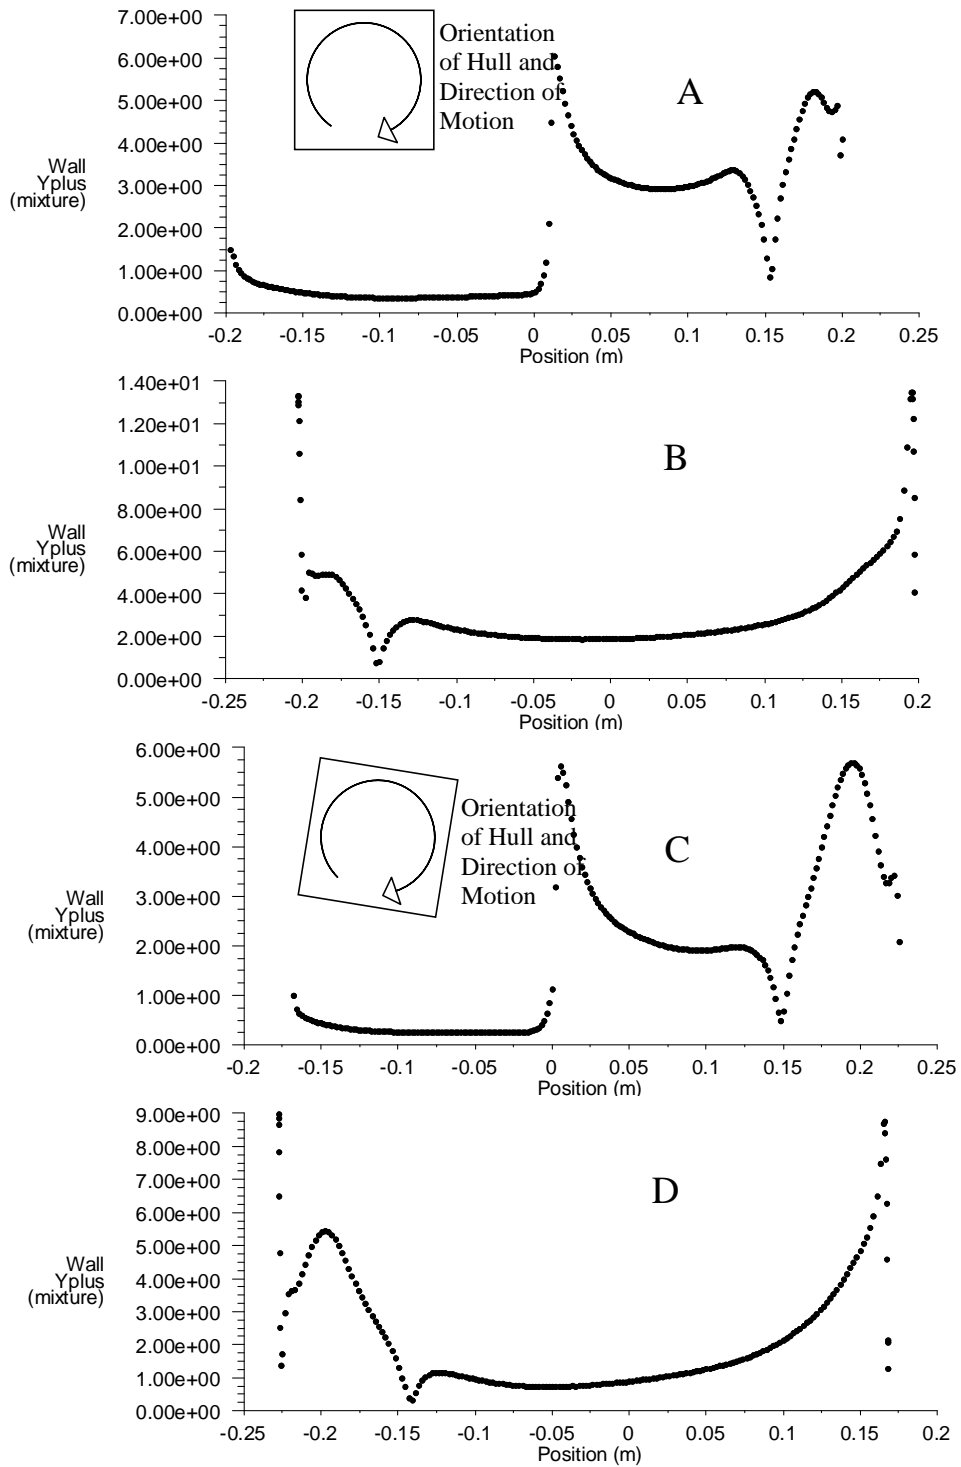 7.00e+00
6.00e+00
5.00e+00
4.00e+00
3.00e+00
2.00e+00
1.00e+00
0.00e+00
Wall
Yplus
(mixture)
Orientation
of Hull and
Direction of
Motion
A
-0.2 -0.15 -0.1 -0.05 0 0.05 0.1 0.15 0.2 0.25
Position (m)
1.40e+01
1.20e+01
1.00e+01
8.00e+00
6.00e+00
4.00e+00
2.00e+00
0.00e+00
Wall
Yplus
(mixture)
B
-0.25 -0.2 -0.15 -0.1 -0.05 0 0.05 0.1 0.15 0.2
Position (m)
6.00e+00
5.00e+00
4.00e+00
3.00e+00
2.00e+00
1.00e+00
0.00e+00
Wall
Yplus
(mixture)
Orientation
of Hull and
Direction of
Motion
C
-0.2 -0.15 -0.1 -0.05 0 0.05 0.1 0.15 0.2 0.25
Position (m)
9.00e+00
8.00e+00
7.00e+00
6.00e+00
5.00e+00
4.00e+00
3.00e+00
2.00e+00
1.00e+00
0.00e+00
Wall
Yplus
(mixture)
D
-0.25 -0.2 -0.15 -0.1 -0.05 0 0.05 0.1 0.15 0.2
Position (m)